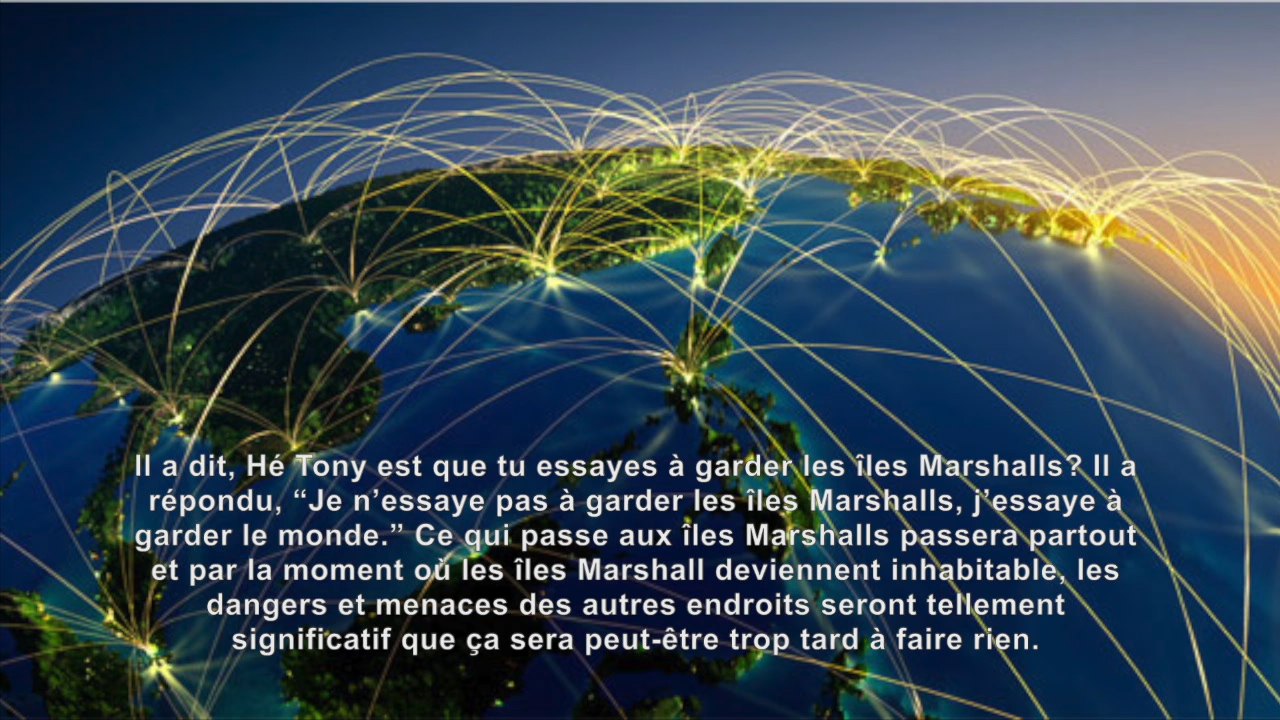 Il a dit, Hé Tony est que tu essayes à garder les îles Marshalls? Il a
répondu, “Je n’essaye pas à garder les îles Marshalls, j’essaye à
garder le monde.” Ce qui passe aux îles Marshalls passera partout
et par la moment où les îles Marshall deviennent inhabitable, les
dangers et menaces des autres endroits seront tellement
significatif que ça sera peut-être trop tard à faire rien.